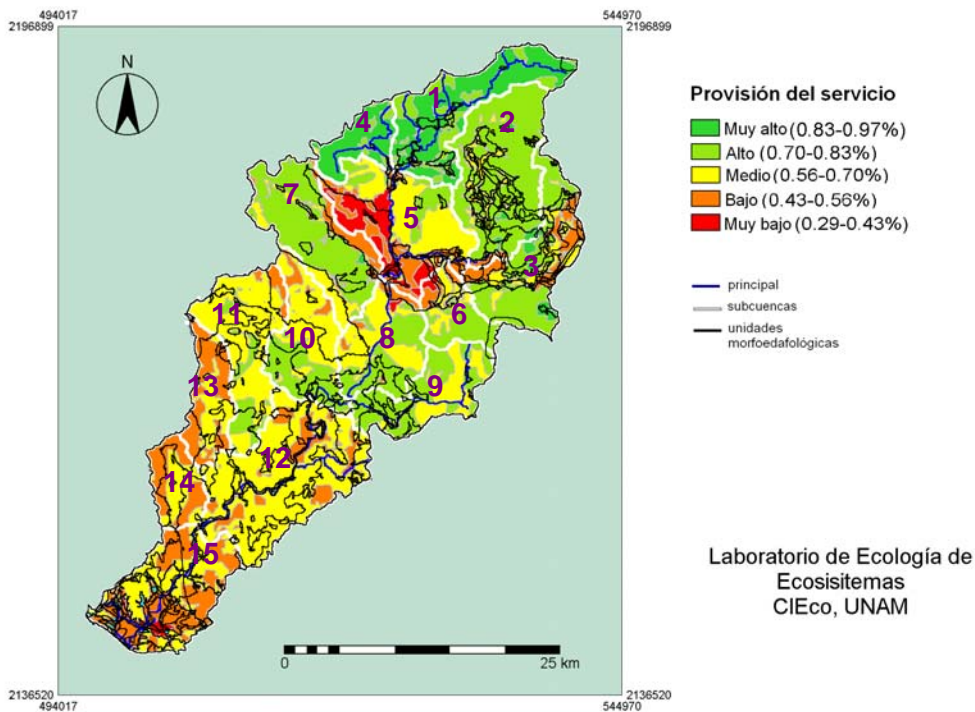 494017
544970
2196899
2196899
N
1
4
2
7
5
3
6
11
10
8
9
13
12
14
15
0
25 km
2136520
2136520
494017
544970
Provisión del servicio
Muy alto (0.83-0.97%)
Alto (0.70-0.83%)
Medio (0.56-0.70%)
Bajo (0.43-0.56%)
Muy bajo (0.29-0.43%)
principal
subcuencas
unidades
morfoedafológicas
Laboratorio de Ecología de
Ecosisitemas
CIEco, UNAM